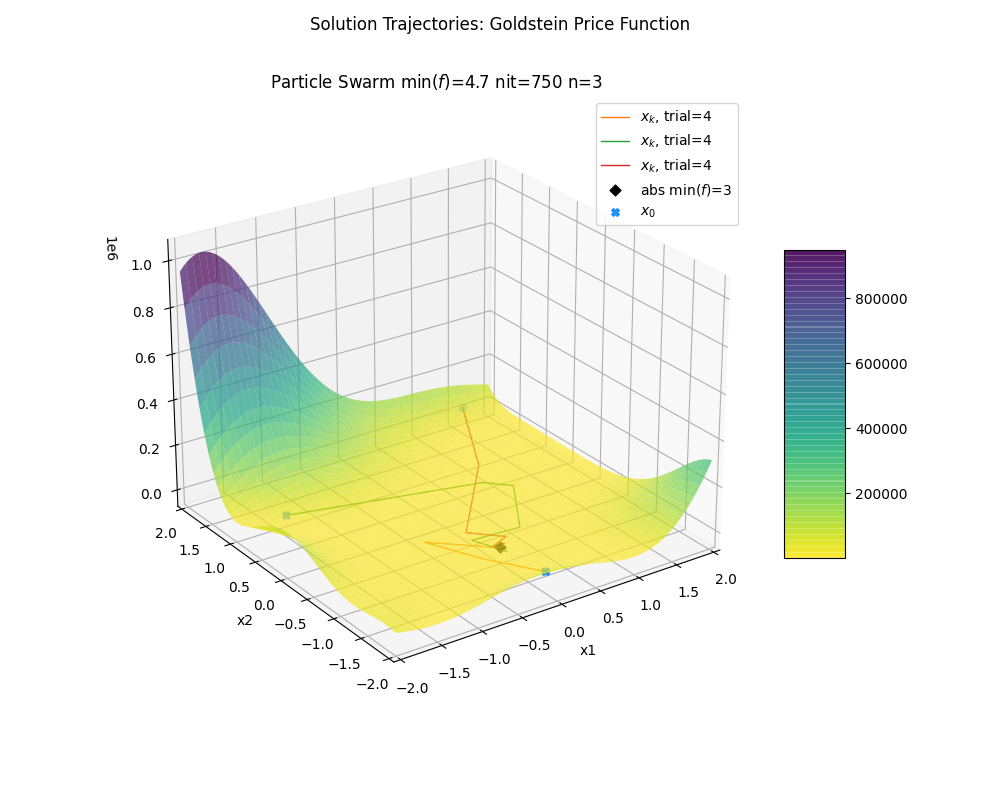 Solution Trajectories: Goldstein Price Function
Particle Swarm min(f)=4.7 nit=750 n=3
xₖ, trial=4
xₖ, trial=4
xₖ, trial=4
abs min(f)=3
x₀
1e6
1.0
0.8
0.6
0.4
0.2
0.0
2.0
1.5
1.0
0.5
0.0
−0.5
−1.0
−1.5
−2.0
x2
−2.0
−1.5
−1.0
−0.5
0.0
0.5
1.0
1.5
2.0
x1
800000
600000
400000
200000